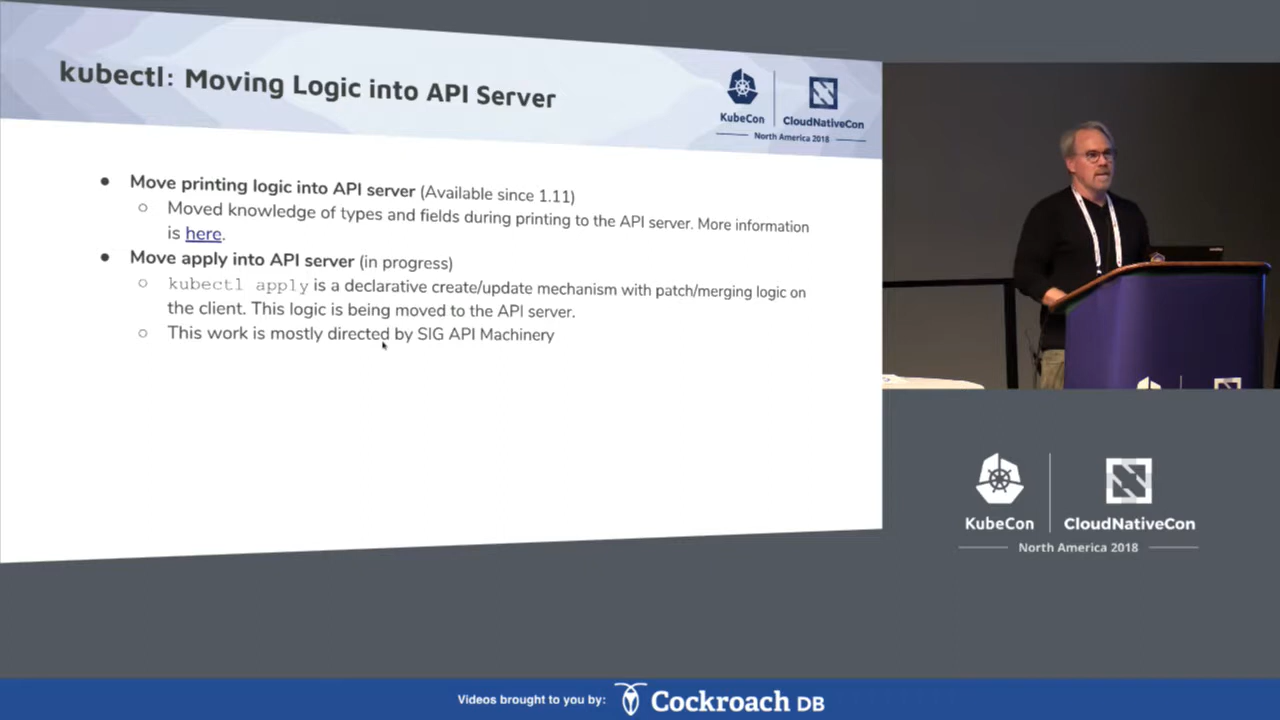 kubectl: Moving Logic into API Server
KubeCon
CloudNativeCon
North America 2018
● Move printing logic into API server (Available since 1.11)
○ Moved knowledge of types and fields during printing to the API server. More information
is here.
● Move apply into API server (in progress)
○ kubectl apply is a declarative create/update mechanism with patch/merging logic on
the client. This logic is being moved to the API server.
○ This work is mostly directed by SIG API Machinery
KubeCon
CloudNativeCon
North America 2018
Videos brought to you by:
Cockroach DB